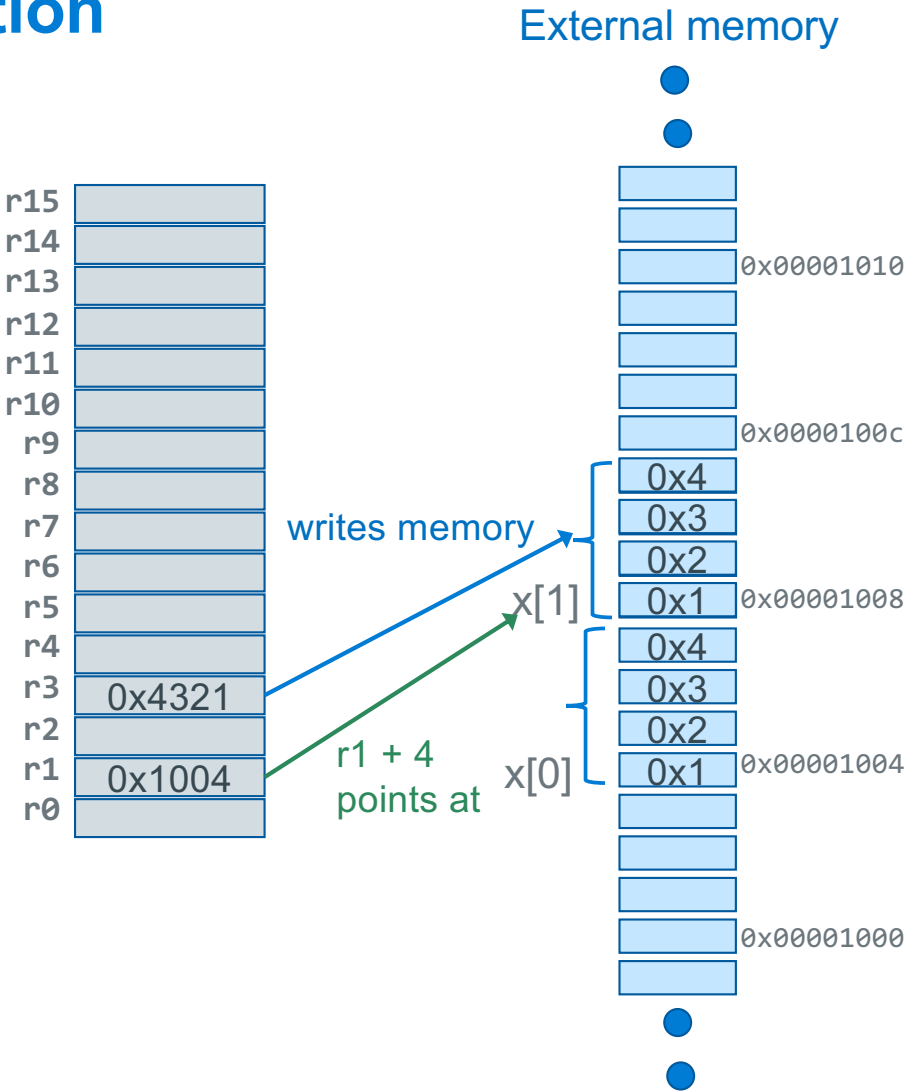 tion
External memory
r15
r14
r13
r12
r11
r10
r9
r8
r7
r6
r5
r4
r3 0x4321
r2
r1 0x1004
r0
writes memory
r1 + 4
points at
x[1]
x[0]
0x00001010
0x0000100c
0x4
0x3
0x2
0x1 0x00001008
0x4
0x3
0x2
0x1 0x00001004
0x00001000